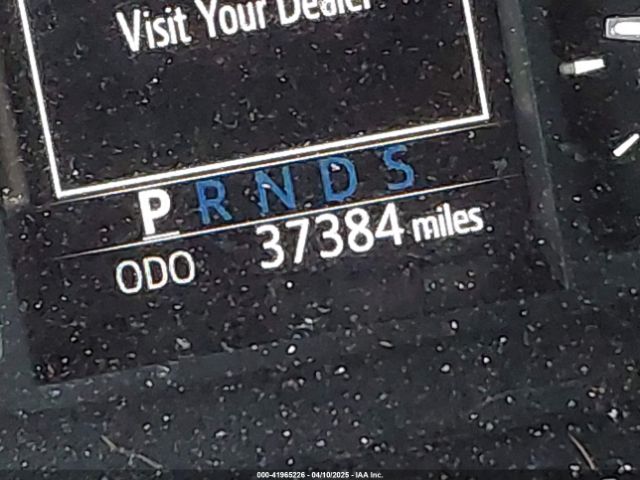 Visit Your Dealer
P R N D S
ODO 37384 miles
000-41965226 - 04/10/2025 - IAA Inc.